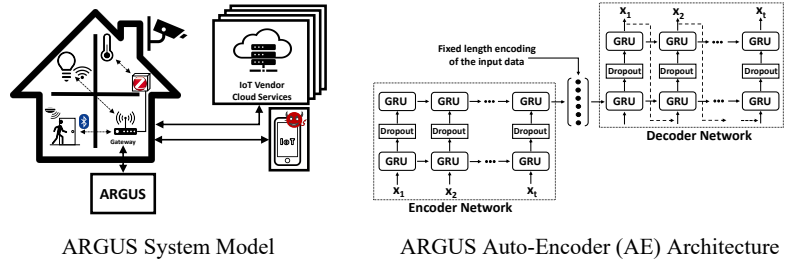 IoT Vendor
Cloud Services
Gateway
IoT
ARGUS
ARGUS System Model
Fixed length encoding
of the input data
GRU GRU ••• GRU
Dropout Dropout Dropout
GRU GRU ••• GRU
x1 x2 xt
Encoder Network
x1 x2 xt
GRU GRU ••• GRU
Dropout Dropout Dropout
GRU GRU ••• GRU
Decoder Network
ARGUS Auto-Encoder (AE) Architecture